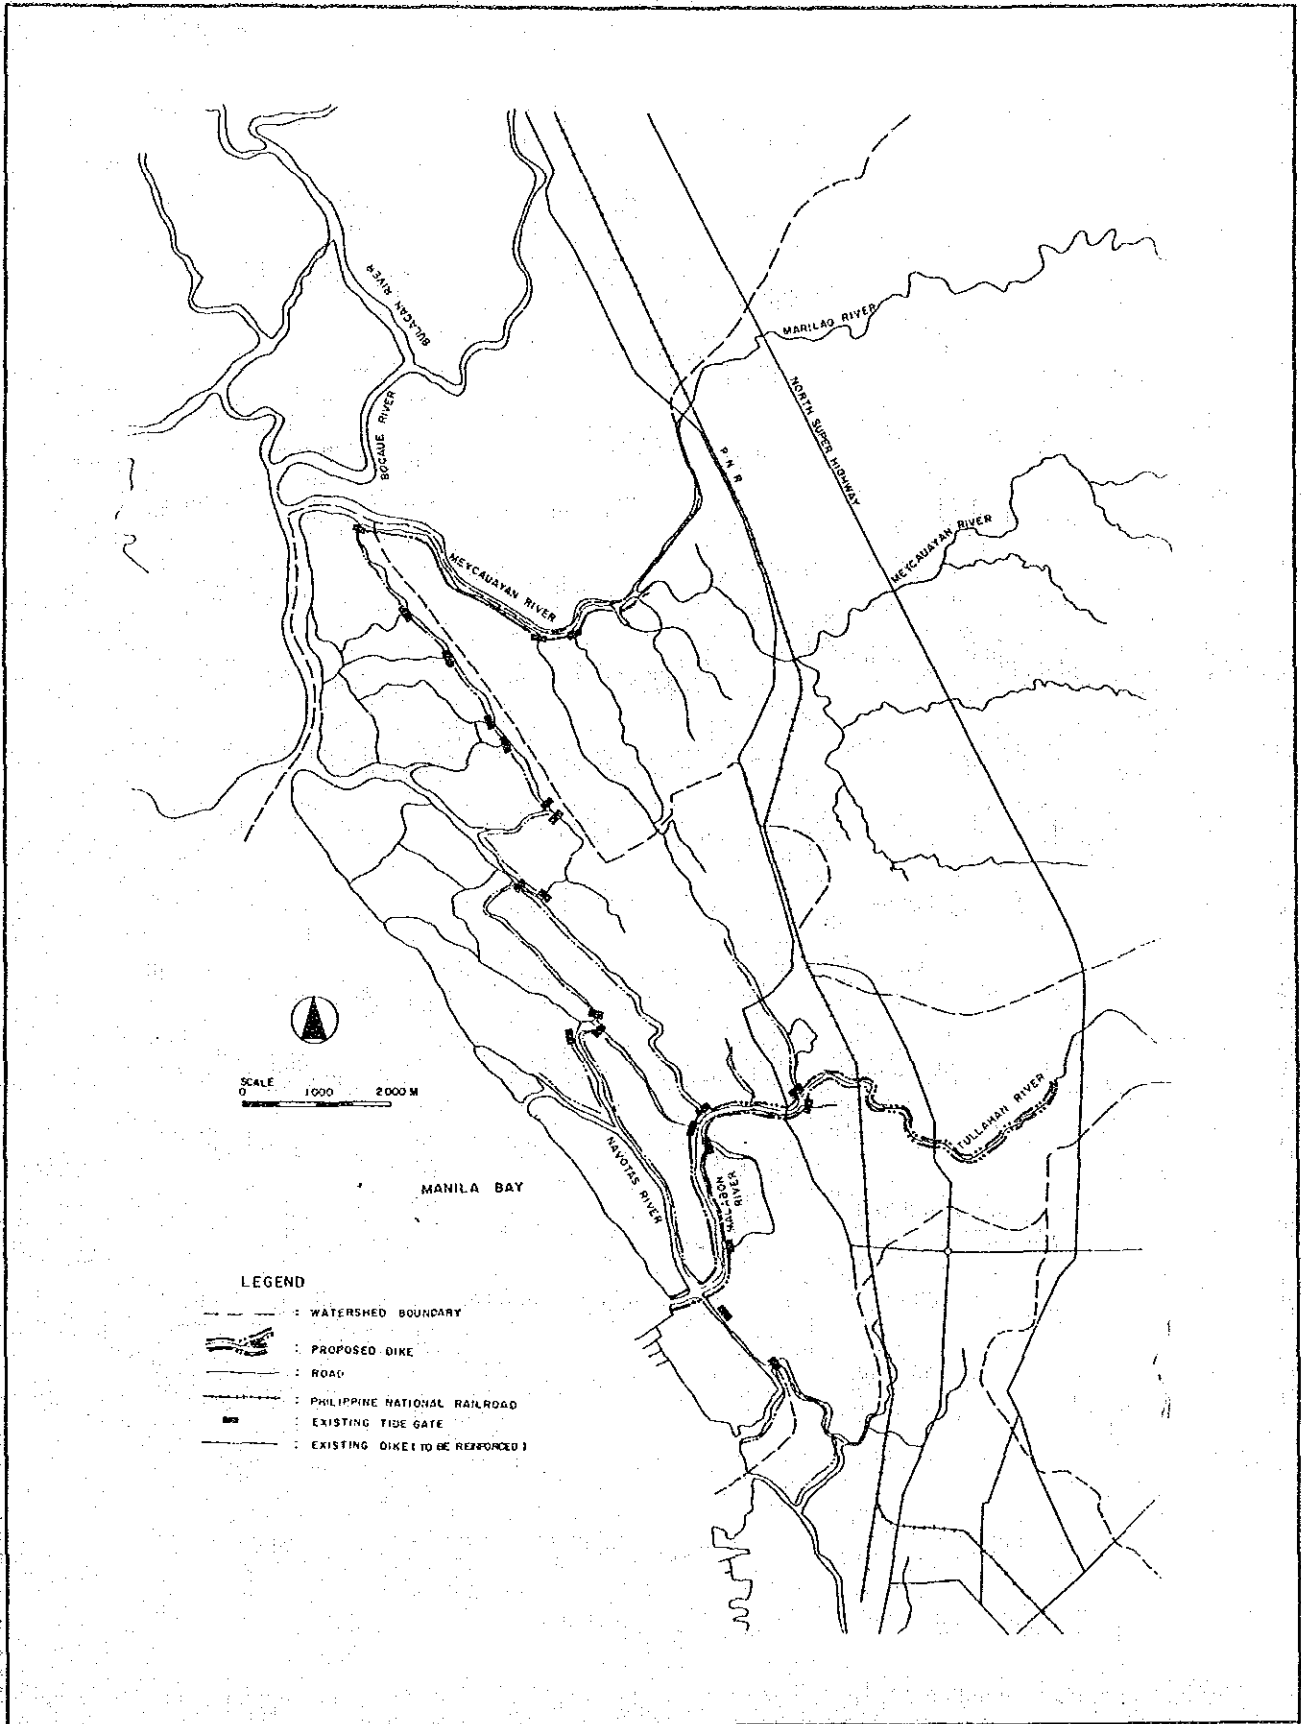 BULACAN RIVER
MARILAO RIVER
BOCAUE RIVER
NORTH SUPER HIGHWAY
P N R
MEYCAUAYAN RIVER
MEYCAUAYAN RIVER
SCALE
0 1000 2000 M
TULLAHAN RIVER
NAVOTAS RIVER
MALABON
RIVER
MANILA BAY
LEGEND
: WATERSHED BOUNDARY
: PROPOSED DIKE
: ROAD
: PHILIPPINE NATIONAL RAILROAD
: EXISTING TIDE GATE
: EXISTING DIKE ( TO BE REINFORCED )